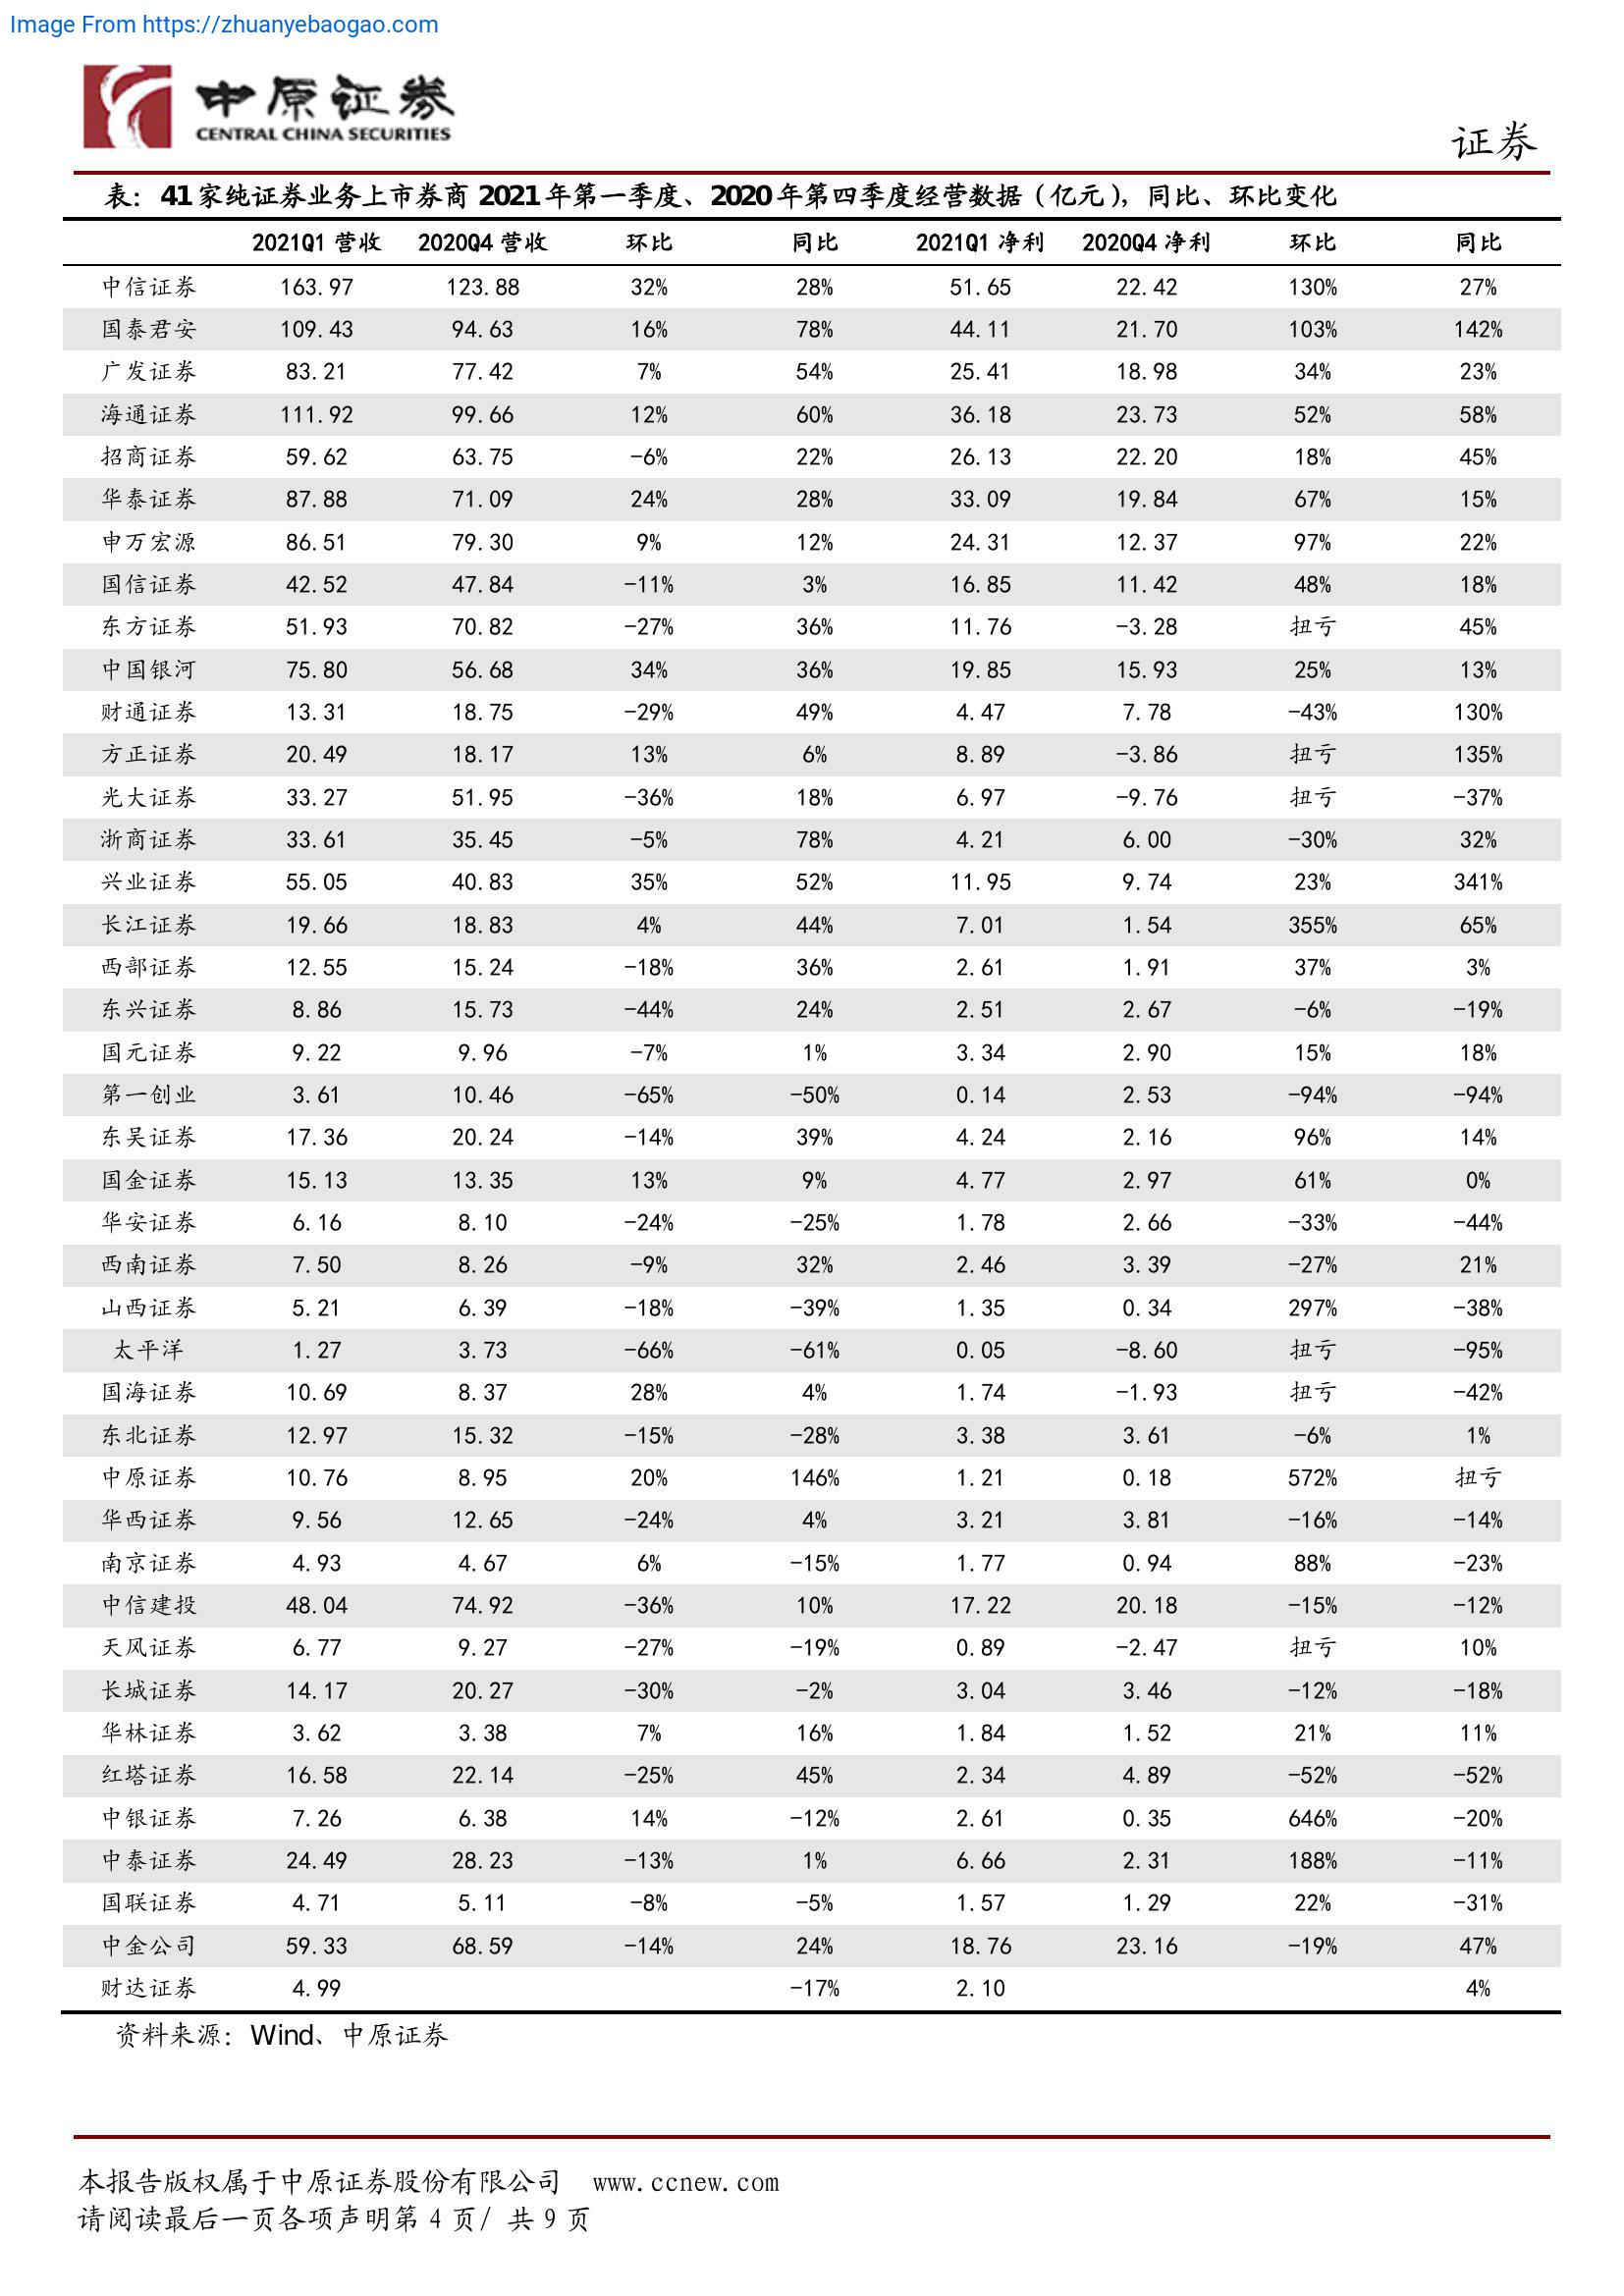 Image From https://zhuanyebaogao.com
中原证券
CENTRAL CHINA SECURITIES
证券
表：41家纯证券业务上市券商 2021年第一季度、2020年第四季度经营数据（亿元），同比、环比变化
2021Q1 营收 2020Q4 营收 环比 同比 2021Q1 净利 2020Q4 净利 环比 同比
中信证券 163.97 123.88 32% 28% 51.65 22.42 130% 27%
国泰君安 109.43 94.63 16% 78% 44.11 21.70 103% 142%
广发证券 83.21 77.42 7% 54% 25.41 18.98 34% 23%
海通证券 111.92 99.66 12% 60% 36.18 23.73 52% 58%
招商证券 59.62 63.75 -6% 22% 26.13 22.20 18% 45%
华泰证券 87.88 71.09 24% 28% 33.09 19.84 67% 15%
申万宏源 86.51 79.30 9% 12% 24.31 12.37 97% 22%
国信证券 42.52 47.84 -11% 3% 16.85 11.42 48% 18%
东方证券 51.93 70.82 -27% 36% 11.76 -3.28 扭亏 45%
中国银河 75.80 56.68 34% 36% 19.85 15.93 25% 13%
财通证券 13.31 18.75 -29% 49% 4.47 7.78 -43% 130%
方正证券 20.49 18.17 13% 6% 8.89 -3.86 扭亏 135%
光大证券 33.27 51.95 -36% 18% 6.97 -9.76 扭亏 -37%
浙商证券 33.61 35.45 -5% 78% 4.21 6.00 -30% 32%
兴业证券 55.05 40.83 35% 52% 11.95 9.74 23% 341%
长江证券 19.66 18.83 4% 44% 7.01 1.54 355% 65%
西部证券 12.55 15.24 -18% 36% 2.61 1.91 37% 3%
东兴证券 8.86 15.73 -44% 24% 2.51 2.67 -6% -19%
国元证券 9.22 9.96 -7% 1% 3.34 2.90 15% 18%
第一创业 3.61 10.46 -65% -50% 0.14 2.53 -94% -94%
东吴证券 17.36 20.24 -14% 39% 4.24 2.16 96% 14%
国金证券 15.13 13.35 13% 9% 4.77 2.97 61% 0%
华安证券 6.16 8.10 -24% -25% 1.78 2.66 -33% -44%
西南证券 7.50 8.26 -9% 32% 2.46 3.39 -27% 21%
山西证券 5.21 6.39 -18% -39% 1.35 0.34 297% -38%
太平洋 1.27 3.73 -66% -61% 0.05 -8.60 扭亏 -95%
国海证券 10.69 8.37 28% 4% 1.74 -1.93 扭亏 -42%
东北证券 12.97 15.32 -15% -28% 3.38 3.61 -6% 1%
中原证券 10.76 8.95 20% 146% 1.21 0.18 572% 扭亏
华西证券 9.56 12.65 -24% 4% 3.21 3.81 -16% -14%
南京证券 4.93 4.67 6% -15% 1.77 0.94 88% -23%
中信建投 48.04 74.92 -36% 10% 17.22 20.18 -15% -12%
天风证券 6.77 9.27 -27% -19% 0.89 -2.47 扭亏 10%
长城证券 14.17 20.27 -30% -2% 3.04 3.46 -12% -18%
华林证券 3.62 3.38 7% 16% 1.84 1.52 21% 11%
红塔证券 16.58 22.14 -25% 45% 2.34 4.89 -52% -52%
中银证券 7.26 6.38 14% -12% 2.61 0.35 646% -20%
中泰证券 24.49 28.23 -13% 1% 6.66 2.31 188% -11%
国联证券 4.71 5.11 -8% -5% 1.57 1.29 22% -31%
中金公司 59.33 68.59 -14% 24% 18.76 23.16 -19% 47%
财达证券 4.99 -17% 2.10 4%
资料来源：Wind、中原证券
本报告版权属于中原证券股份有限公司 www.ccnew.com
请阅读最后一页各项声明第 4 页/ 共 9 页